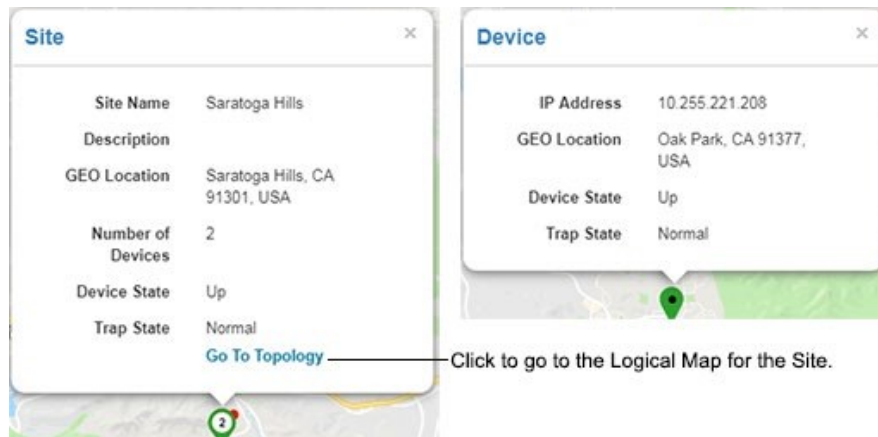 Site
×
Site Name Saratoga Hills
Description
GEO Location Saratoga Hills, CA
91301, USA
Number of 2
Devices
Device State Up
Trap State Normal
Go To Topology
2
Device
×
IP Address 10.255.221.208
GEO Location Oak Park, CA 91377,
USA
Device State Up
Trap State Normal
Click to go to the Logical Map for the Site.